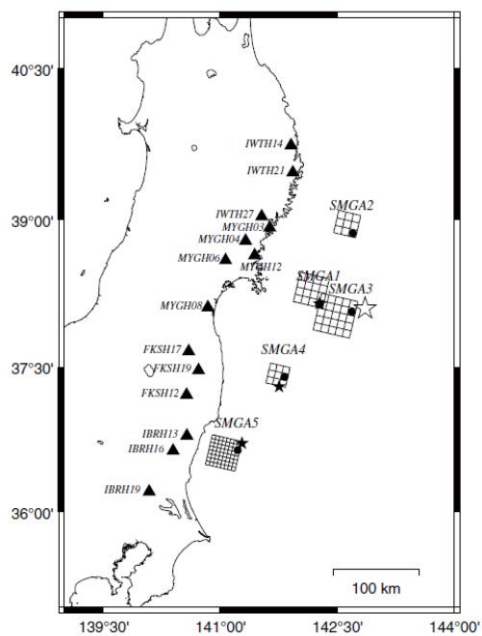 40°30'
IWTH14
IWTH21
SMGA2
39°00'
IWTH27
MYGH03
MYGH04
MYGH06
MYGH12
SMGA1
SMGA3
MYGH08
37°30'
FKSH17
SMGA4
FKSH19
FKSH12
SMGA5
IBRH13
IBRH16
IBRH19
36°00'
100 km
139°30'
141°00'
142°30'
144°00'